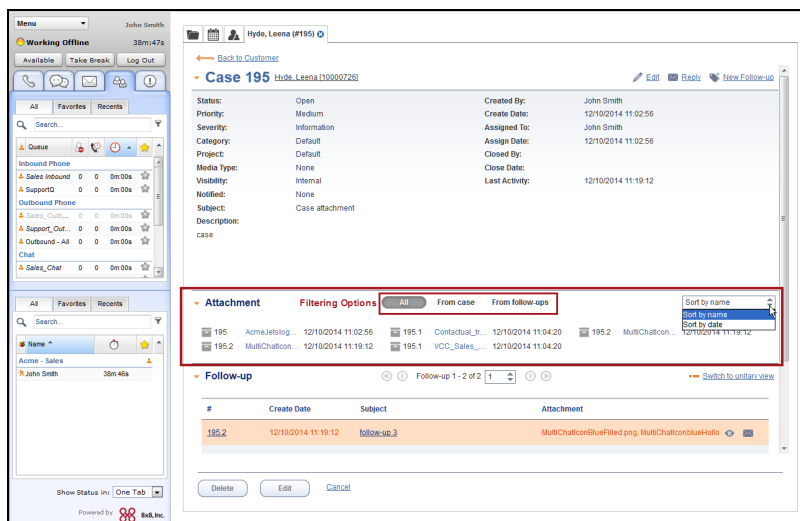 Menu
John Smith
Working Offline 38m:47s
Available Take Break Log Out
All Favorites Recents
Search...
Queue
Inbound Phone
Sales Inbound 0 0 0m:00s
SupportQ 0 0 0m:00s
Outbound Phone
Sales_Outb... 0 0 0m:00s
Support_Out... 0 0 0m:00s
Outbound - All 0 0 0m:00s
Chat
Sales_Chat 0 0 0m:00s
All Favorites Recents
Search...
Name
Acme - Sales
John Smith 38m:46s
Show Status in: One Tab
Powered by 8x8, Inc.
Hyde, Leena (#195)
Back to Customer
Case 195 Hyde, Leena [10000726]
Edit Reply New Follow-up
Status: Open Created By: John Smith
Priority: Medium Create Date: 12/10/2014 11:02:56
Severity: Information Assigned To: John Smith
Category: Default Assign Date: 12/10/2014 11:02:56
Project: Default Closed By:
Media Type: None Close Date:
Visibility: Internal Last Activity: 12/10/2014 11:19:12
Notified: None
Subject: Case attachment
Description:
case
Attachment Filtering Options All From case From follow-ups Sort by name
Sort by name
Sort by date
195 AcmeJetslog... 12/10/2014 11:02:56 195.1 Contactual_tr... 12/10/2014 11:04:20 195.2 MultiChatIcon... 12/10/2014 11:19:12
195.2 MultiChatIcon... 12/10/2014 11:19:12 195.1 VCC_Sales_... 12/10/2014 11:04:20
Follow-up Follow-up 1 - 2 of 2 1 Switch to unitary view
# Create Date Subject Attachment
195.2 12/10/2014 11:19:12 follow-up 3 MultiChatIconBlueFilled.png, MultiChatIconblueHollo
Delete Edit Cancel